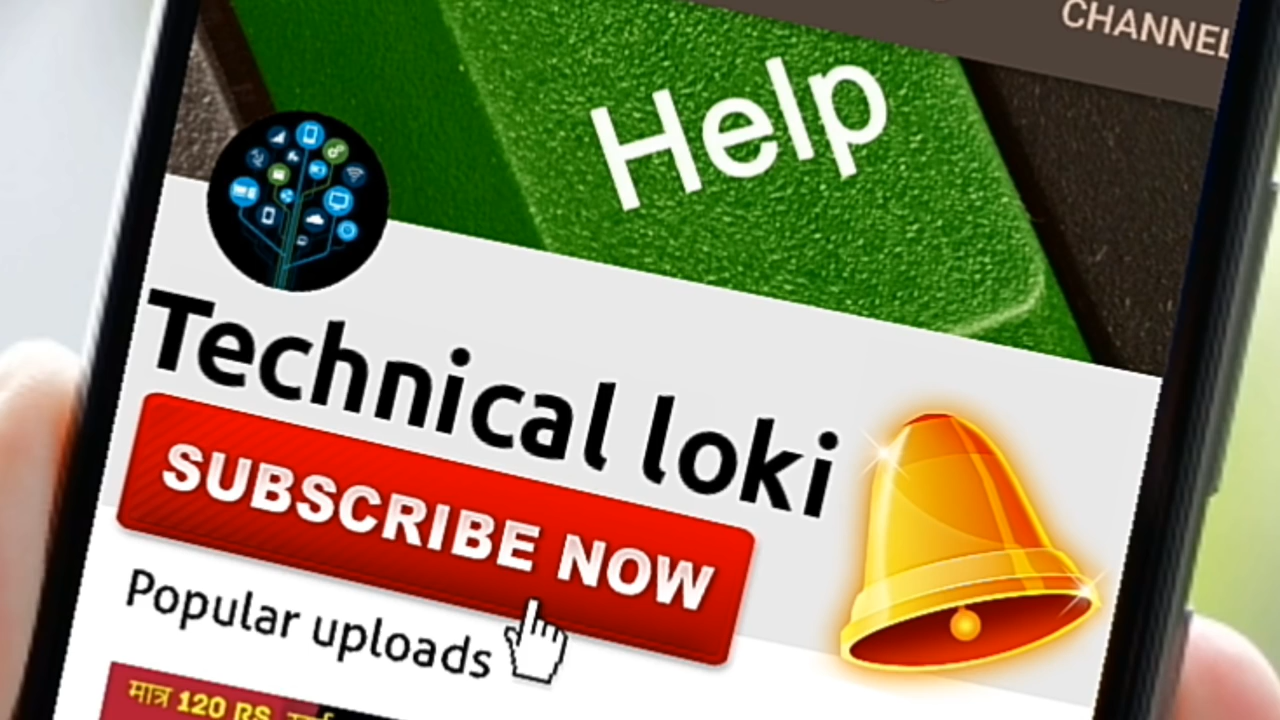 CHANNEL
Help
Technical loki
SUBSCRIBE NOW
Popular uploads
मात्र 120 RS